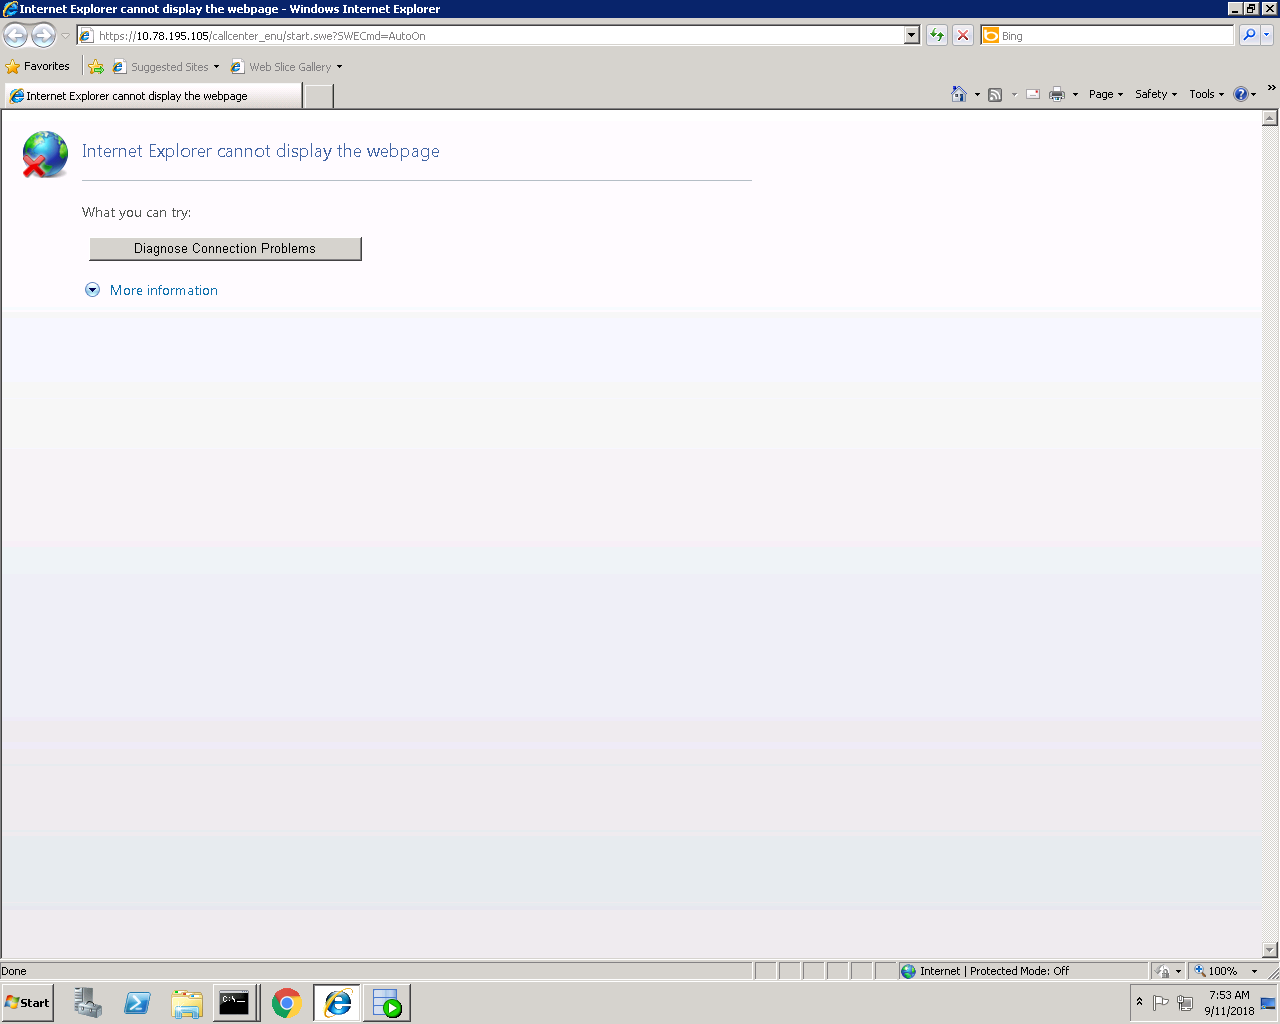 Internet Explorer cannot display the webpage - Windows Internet Explorer
https://10.78.195.105/callcenter_enu/start.swe?SWECmd=AutoOn
Bing
Favorites Suggested Sites Web Slice Gallery
Internet Explorer cannot display the webpage
Page Safety Tools
Internet Explorer cannot display the webpage
What you can try:
Diagnose Connection Problems
More information
Done
Internet | Protected Mode: Off
100%
Start
C:\
7:53 AM
9/11/2018